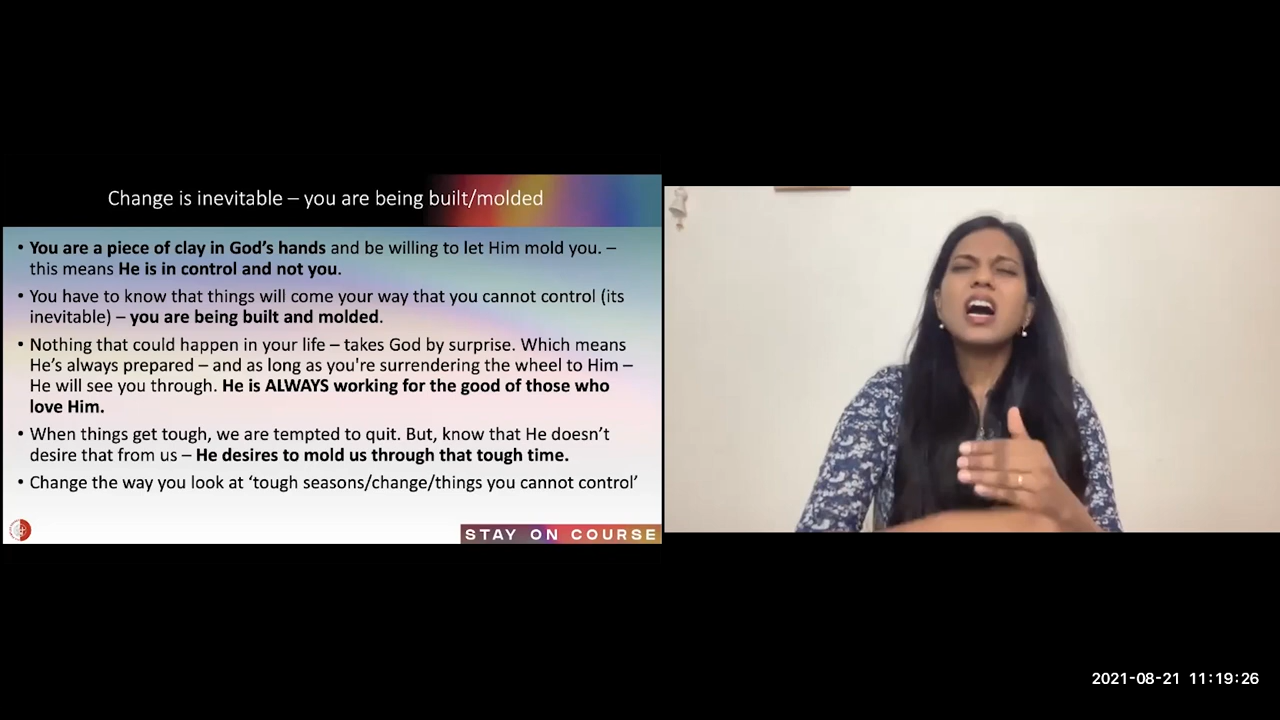 Change is inevitable – you are being built/molded
• You are a piece of clay in God’s hands and be willing to let Him mold you. –
this means He is in control and not you.
• You have to know that things will come your way that you cannot control (its
inevitable) – you are being built and molded.
• Nothing that could happen in your life – takes God by surprise. Which means
He’s always prepared – and as long as you're surrendering the wheel to Him –
He will see you through. He is ALWAYS working for the good of those who
love Him.
• When things get tough, we are tempted to quit. But, know that He doesn’t
desire that from us – He desires to mold us through that tough time.
• Change the way you look at ‘tough seasons/change/things you cannot control’
STAY ON COURSE
2021-08-21 11:19:26